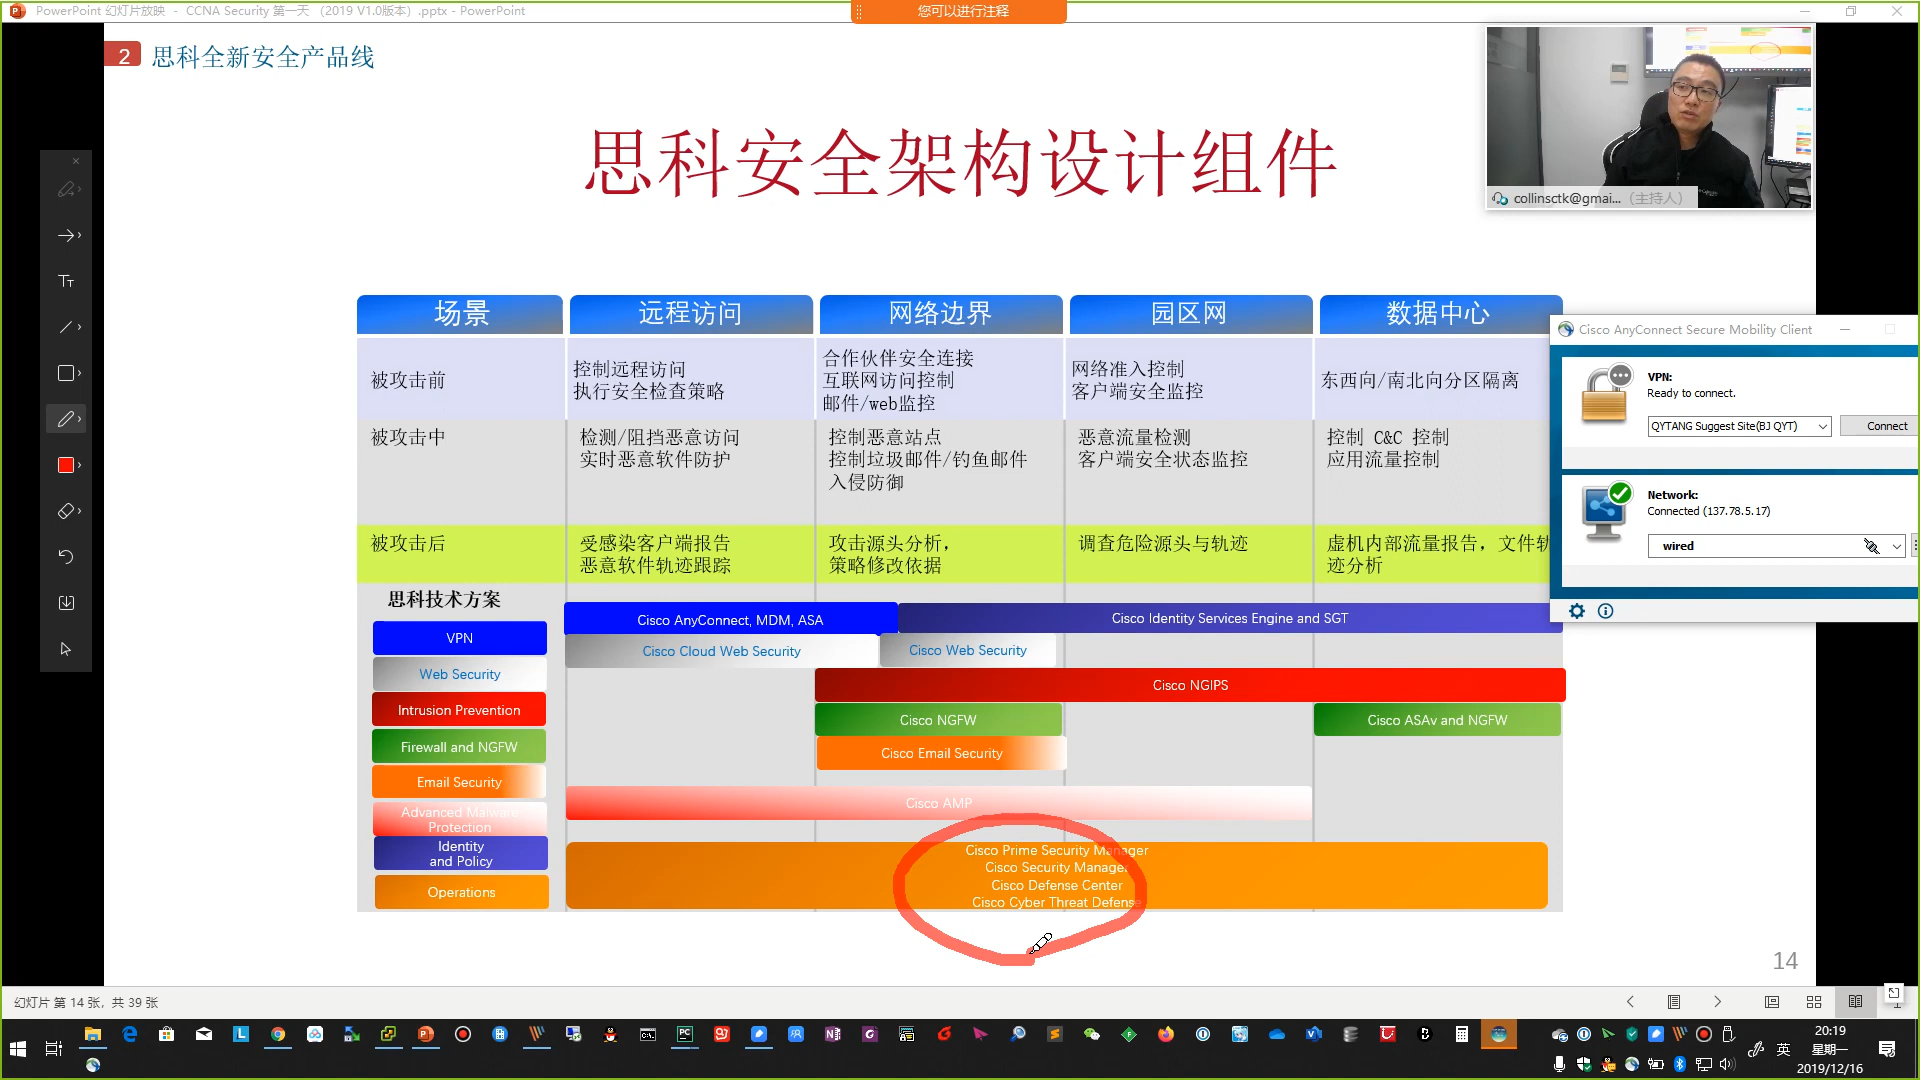 PowerPoint 幻灯片放映 - CCNA Security 第一天 （2019 V1.0版本）.pptx - PowerPoint
您可以进行注释
2 思科全新安全产品线
思科安全架构设计组件
collinsctk@gmai... （主持人）
场景 远程访问 网络边界 园区网 数据中心
被攻击前
控制远程访问
执行安全检查策略
合作伙伴安全连接
互联网访问控制
邮件/web监控
网络准入控制
客户端安全监控
东西向/南北向分区隔离
被攻击中
检测/阻挡恶意访问
实时恶意软件防护
控制恶意站点
控制垃圾邮件/钓鱼邮件
入侵防御
恶意流量检测
客户端安全状态监控
控制 C&C 控制
应用流量控制
被攻击后
受感染客户端报告
恶意软件轨迹跟踪
攻击源头分析，
策略修改依据
调查危险源头与轨迹
虚机内部流量报告，文件轨
迹分析
思科技术方案
VPN
Web Security
Intrusion Prevention
Firewall and NGFW
Email Security
Advanced Malware
Protection
Identity
and Policy
Operations
Cisco AnyConnect, MDM, ASA
Cisco Identity Services Engine and SGT
Cisco Cloud Web Security
Cisco Web Security
Cisco NGIPS
Cisco NGFW
Cisco ASAv and NGFW
Cisco Email Security
Cisco AMP
Cisco Prime Security Manager
Cisco Security Manager
Cisco Defense Center
Cisco Cyber Threat Defense
Cisco AnyConnect Secure Mobility Client
VPN:
Ready to connect.
QYTANG Suggest Site(BJ QYT)
Connect
Network:
Connected (137.78.5.17)
wired
14
幻灯片 第 14 张，共 39 张
英
20:19
星期一
2019/12/16